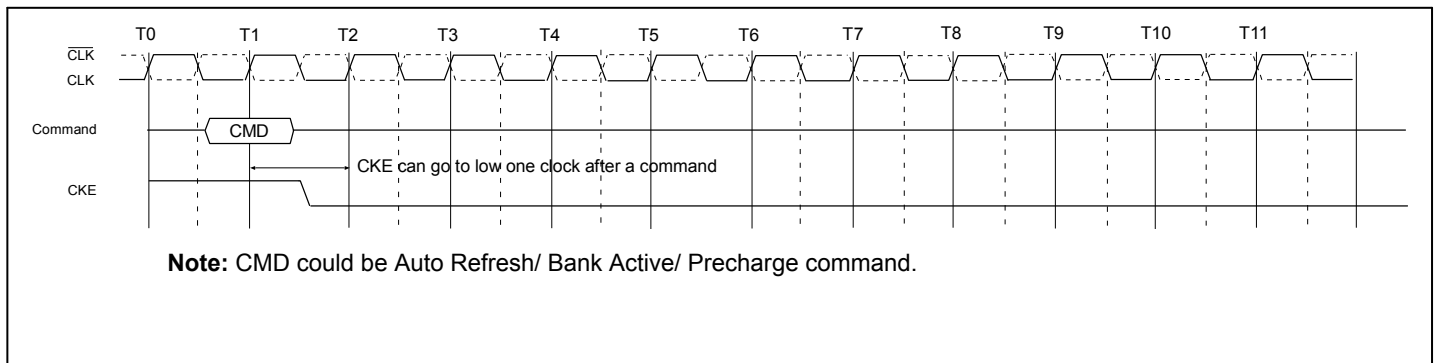 T0 T1 T2 T3 T4 T5 T6 T7 T8 T9 T10 T11
CLK
CLK
Command
CMD
CKE can go to low one clock after a command
CKE
Note: CMD could be Auto Refresh/ Bank Active/ Precharge command.